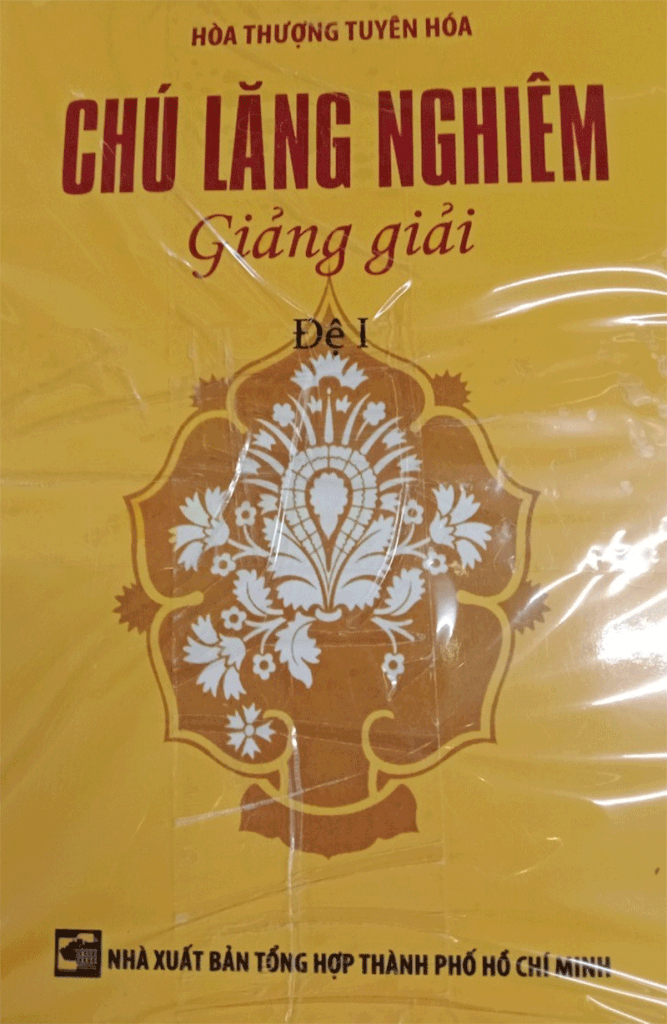 HÒA THƯỢNG TUYÊN HÓA
CHÚ LĂNG NGHIÊM
Giảng giải
Đệ I
NHÀ XUẤT BẢN TỔNG HỢP THÀNH PHỐ HỒ CHÍ MINH